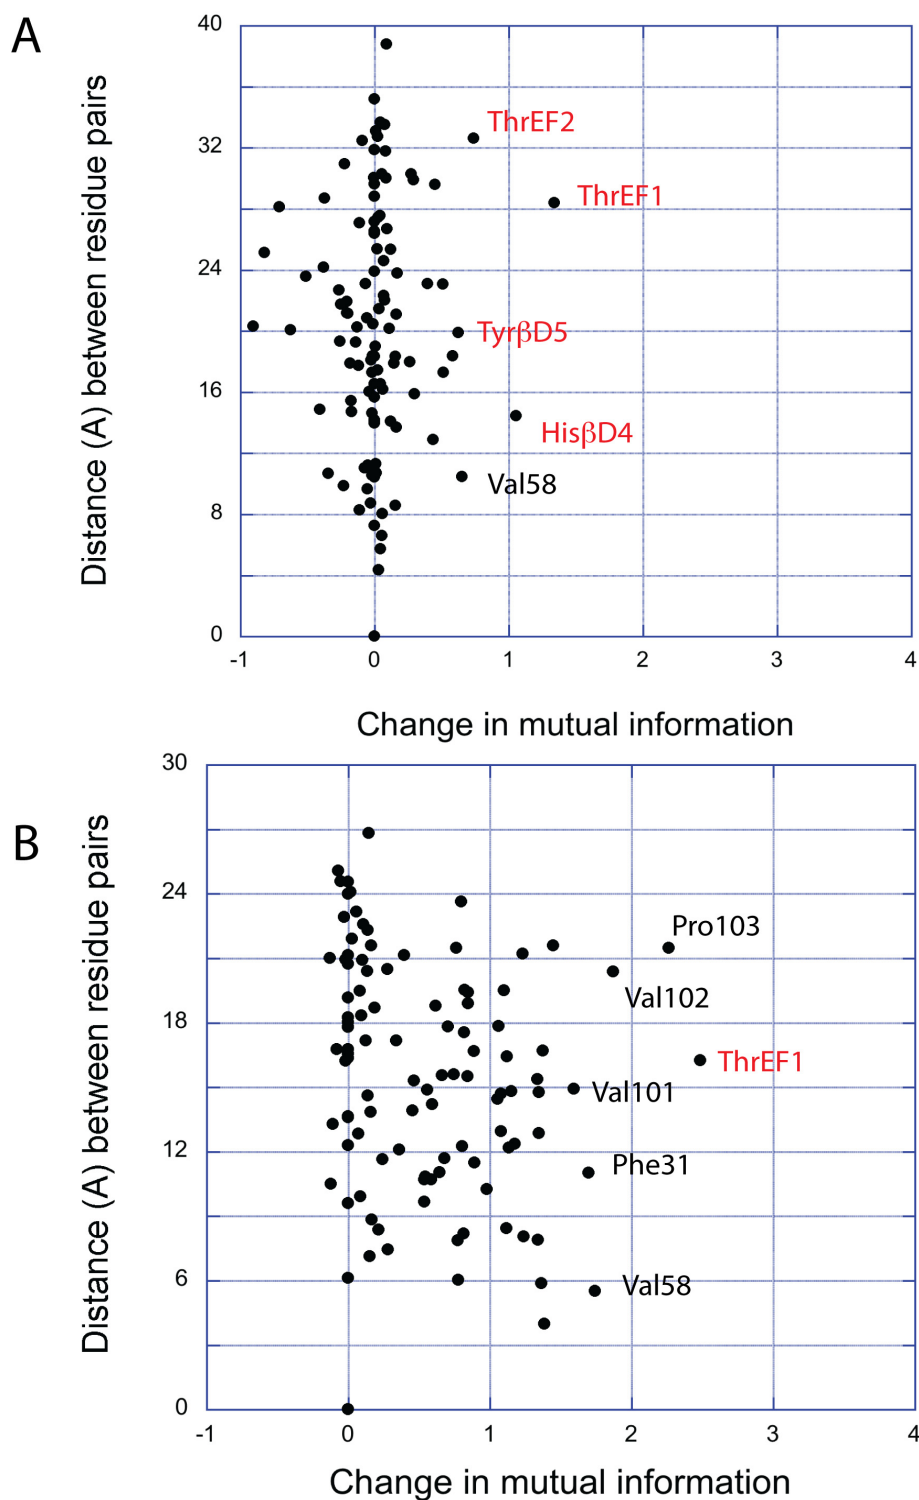 A
Distance (A) between residue pairs
40
32
24
16
8
0
ThrEF2
ThrEF1
TyrβD5
HisβD4
Val58
-1 0 1 2 3 4
Change in mutual information
B
Distance (A) between residue pairs
30
24
18
12
6
0
Pro103
Val102
ThrEF1
Val101
Phe31
Val58
-1 0 1 2 3 4
Change in mutual information